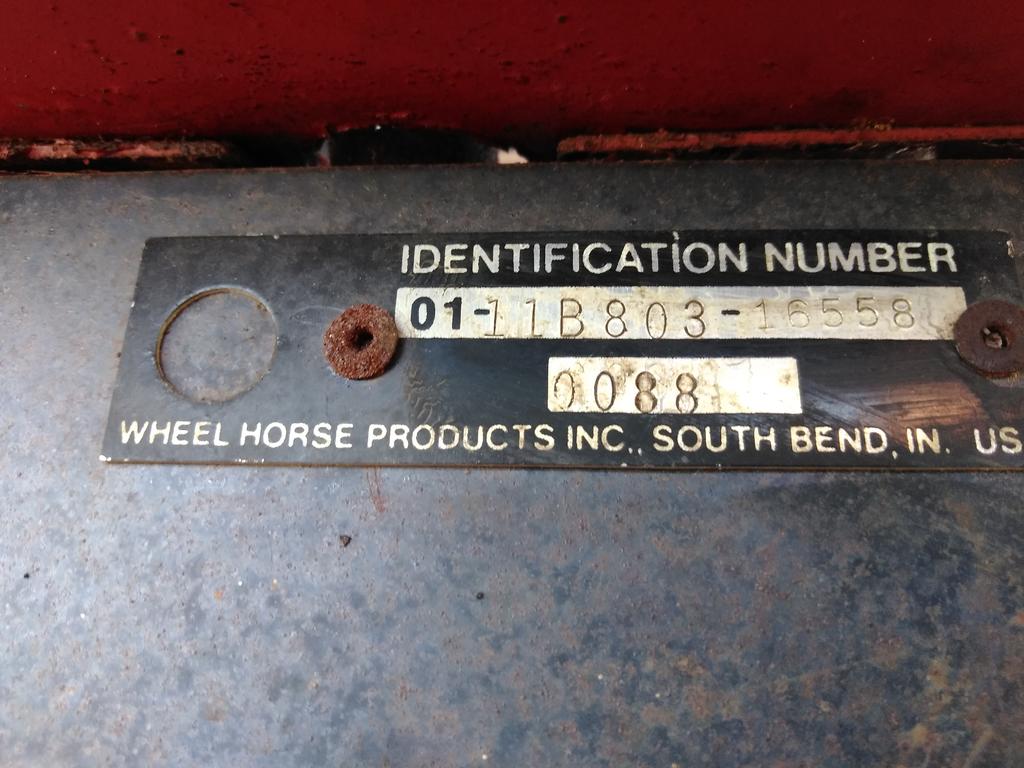 IDENTIFICATION NUMBER
01-11B803-16558
0088
WHEEL HORSE PRODUCTS INC., SOUTH BEND, IN. US